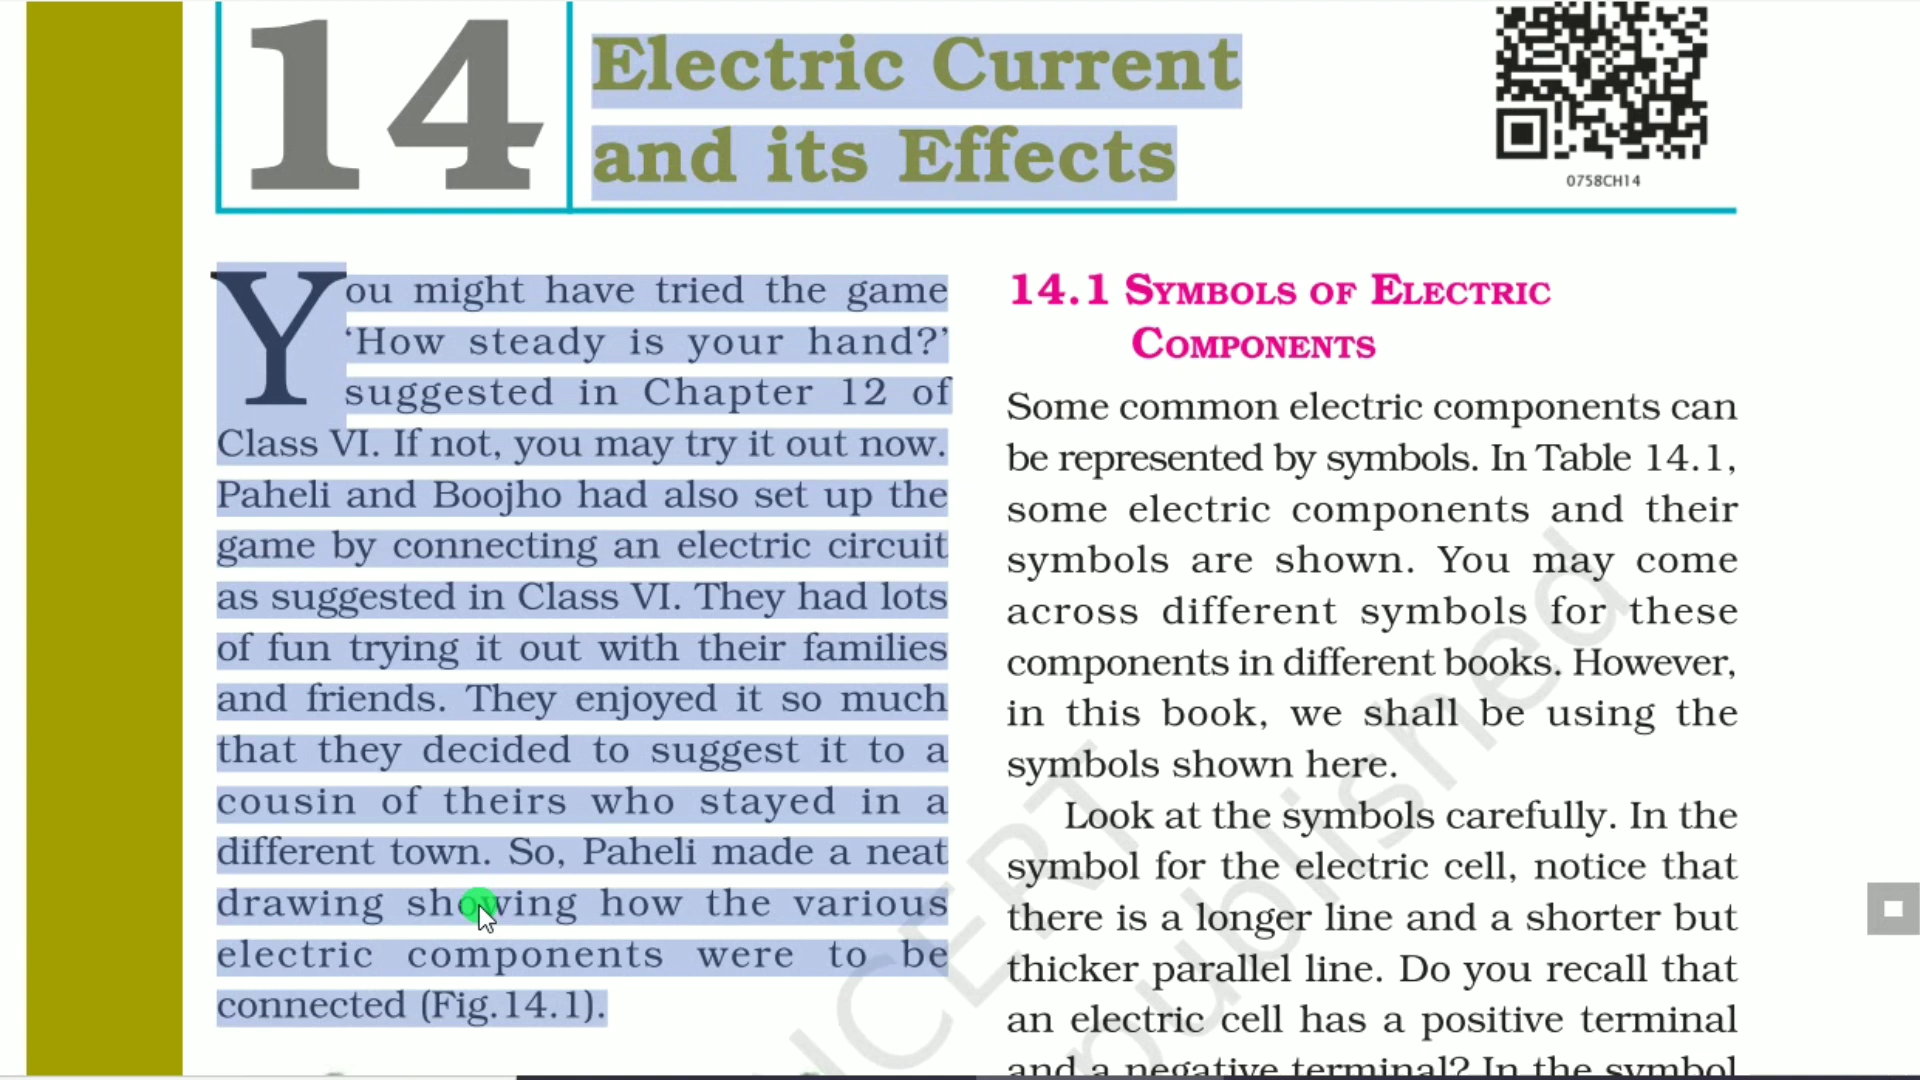 14
Electric Current
and its Effects
0758CH14
You might have tried the game
‘How steady is your hand?’
suggested in Chapter 12 of
Class VI. If not, you may try it out now.
Paheli and Boojho had also set up the
game by connecting an electric circuit
as suggested in Class VI. They had lots
of fun trying it out with their families
and friends. They enjoyed it so much
that they decided to suggest it to a
cousin of theirs who stayed in a
different town. So, Paheli made a neat
drawing showing how the various
electric components were to be
connected (Fig.14.1).
14.1 SYMBOLS OF ELECTRIC
COMPONENTS
Some common electric components can
be represented by symbols. In Table 14.1,
some electric components and their
symbols are shown. You may come
across different symbols for these
components in different books. However,
in this book, we shall be using the
symbols shown here.
Look at the symbols carefully. In the
symbol for the electric cell, notice that
there is a longer line and a shorter but
thicker parallel line. Do you recall that
an electric cell has a positive terminal
and a negative terminal? In the symbol
NCERT
published